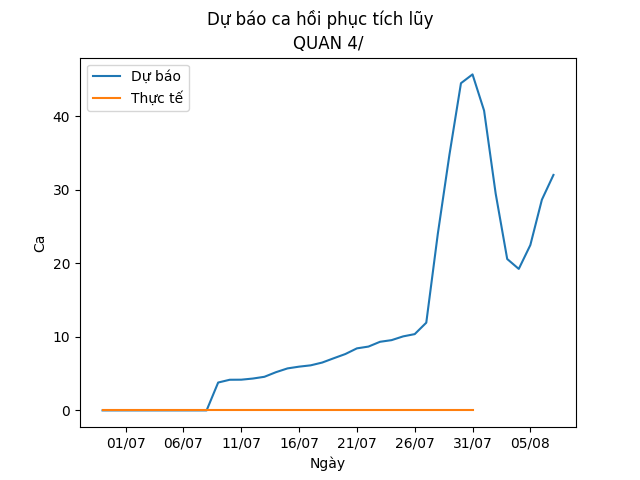 Dự báo ca hồi phục tích lũy
QUAN 4/
Dự báo
Thực tế
Ca
40
30
20
10
0
01/07 06/07 11/07 16/07 21/07 26/07 31/07 05/08
Ngày